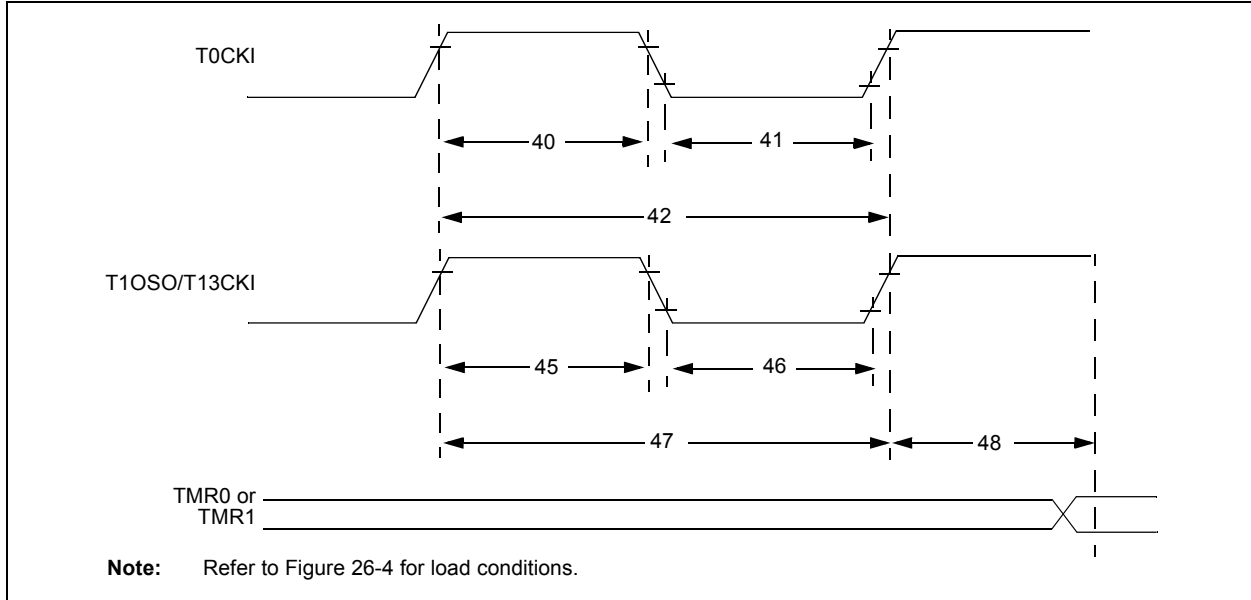 T0CKI
40
41
42
T1OSO/T13CKI
45
46
47
48
TMR0 or
TMR1
Note: Refer to Figure 26-4 for load conditions.